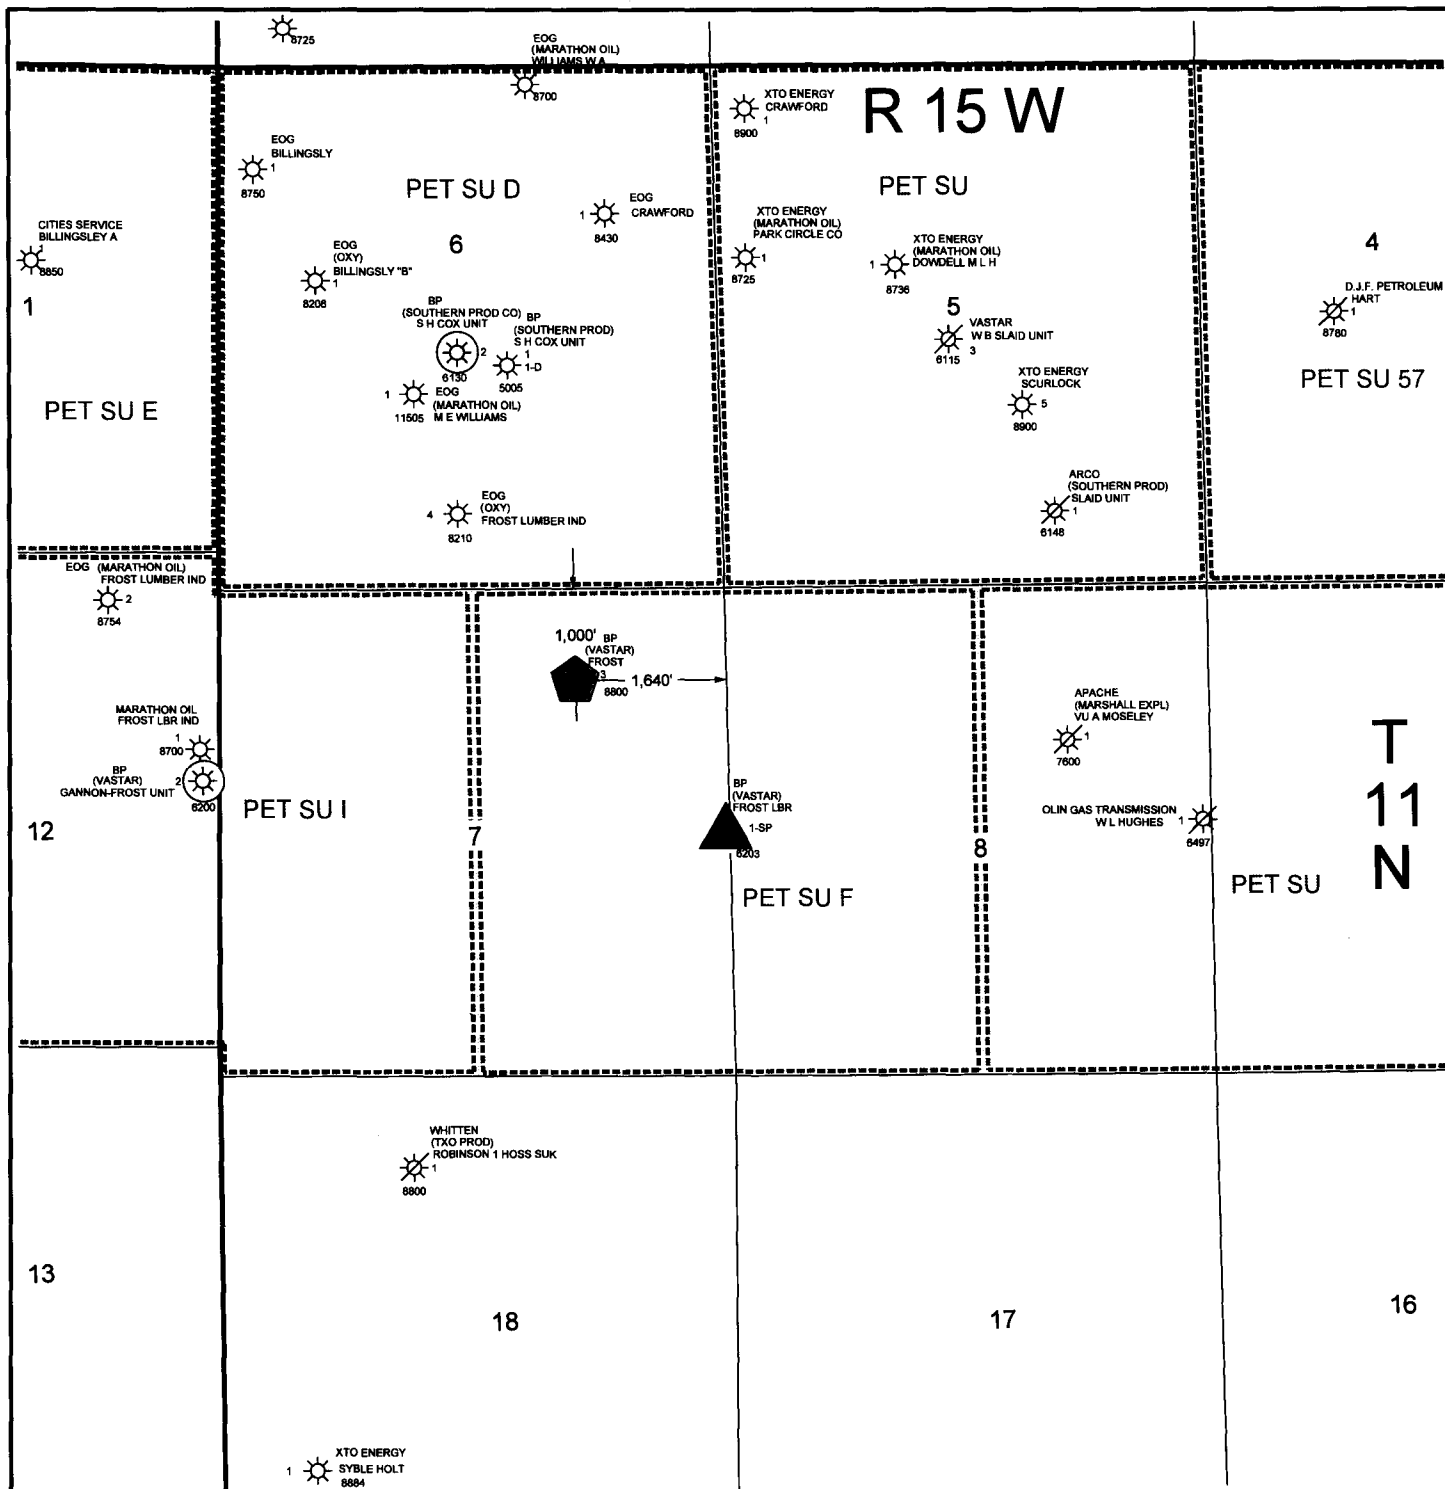 8725
EOG
(MARATHON OIL)
WILLIAMS W A
8700
XTO ENERGY
CRAWFORD
1
8900
R 15 W
EOG
BILLINGSLY
1
8750
PET SU D
6
1
EOG
CRAWFORD
8430
PET SU
CITIES SERVICE
BILLINGSLEY A
1
8850
1
EOG
(OXY)
BILLINGSLY "B"
1
8208
XTO ENERGY
(MARATHON OIL)
PARK CIRCLE CO
1
8725
XTO ENERGY
(MARATHON OIL)
DOWDELL M L H
1
8736
4
D.J.F. PETROLEUM
HART
1
8780
BP
(SOUTHERN PROD CO)
S H COX UNIT
2
6130
BP
(SOUTHERN PROD)
S H COX UNIT
1
1-D
5005
5
VASTAR
W B SLAID UNIT
3
6115
XTO ENERGY
SCURLOCK
5
8900
PET SU 57
PET SU E
1
11505
EOG
(MARATHON OIL)
M E WILLIAMS
4
EOG
(OXY)
FROST LUMBER IND
8210
ARCO
(SOUTHERN PROD)
SLAID UNIT
1
6148
EOG (MARATHON OIL)
FROST LUMBER IND
2
8754
1,000'
BP
(VASTAR)
FROST
3
8800
1,640'
MARATHON OIL
FROST LBR IND
1
8700
BP
(VASTAR)
GANNON-FROST UNIT
2
6200
PET SU I
12
7
BP
(VASTAR)
FROST LBR
1-SP
6203
PET SU F
APACHE
(MARSHALL EXPL)
VU A MOSELEY
1
7600
8
OLIN GAS TRANSMISSION
W L HUGHES
1
6497
PET SU
T
11
N
WHITTEN
(TXO PROD)
ROBINSON 1 HOSS SUK
1
8800
13
18
17
16
XTO ENERGY
1
SYBLE HOLT
8884